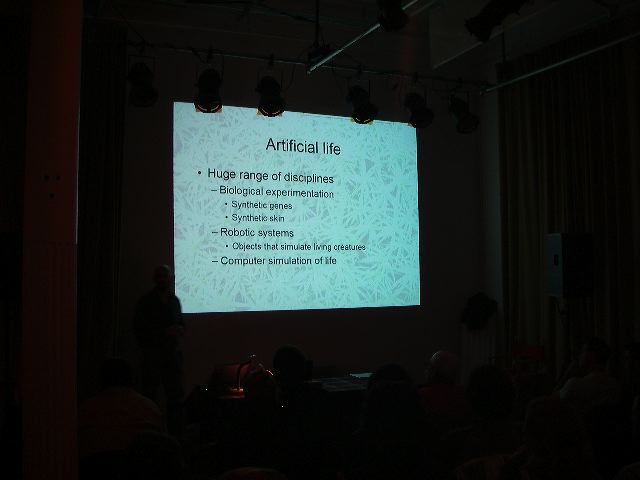 Artificial life
• Huge range of disciplines
– Biological experimentation
• Synthetic genes
• Synthetic skin
– Robotic systems
• Objects that simulate living creatures
– Computer simulation of life